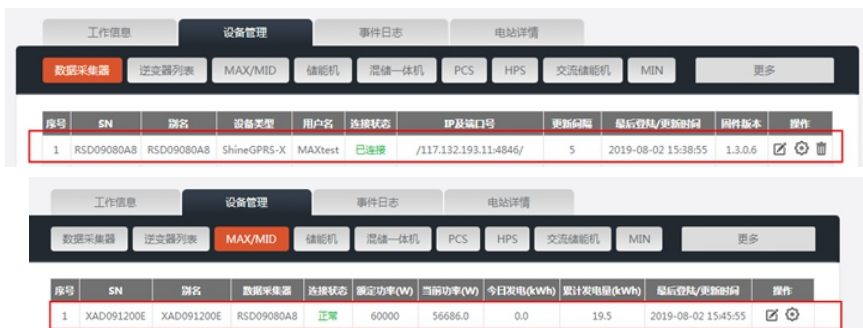 工作信息 设备管理 事件日志 电站详情
数据采集器 逆变器列表 MAX/MID 储能机 混储一体机 PCS HPS 交流储能机 MIN 更多
序号 SN 别名 设备类型 用户名 连接状态 IP及端口号 更新间隔 最后登陆/更新时间 固件版本 操作
1 RSD09080A8 RSD09080A8 ShineGPRS-X MAXtest 已连接 /117.132.193.11:4846/ 5 2019-08-02 15:38:55 1.3.0.6
工作信息 设备管理 事件日志 电站详情
数据采集器 逆变器列表 MAX/MID 储能机 混储一体机 PCS HPS 交流储能机 MIN 更多
序号 SN 别名 数据采集器 连接状态 额定功率(W) 当前功率(W) 今日发电(kWh) 累计发电量(kWh) 最后登陆/更新时间 操作
1 XAD091200E XAD091200E RSD09080A8 正常 60000 56686.0 0.0 19.5 2019-08-02 15:45:55